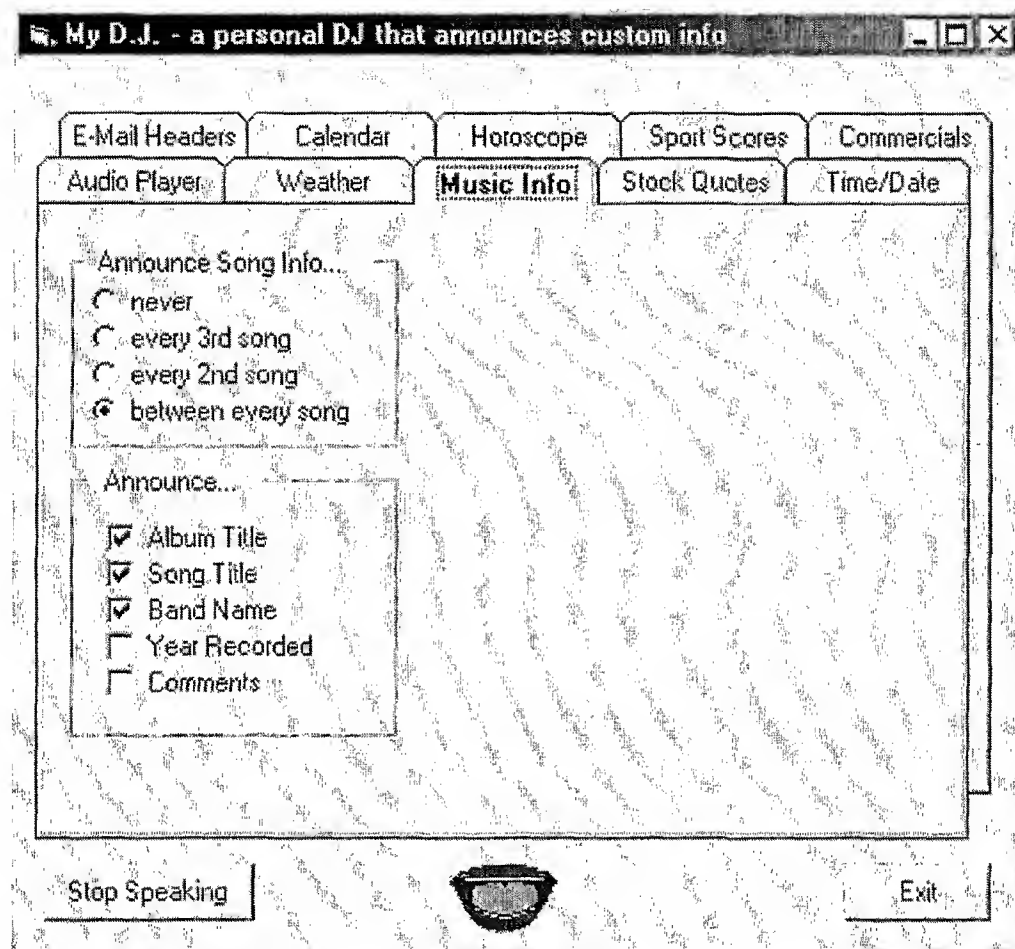 My D.J. - a personal DJ that announces custom info
E-Mail Headers Calendar Horoscope Sport Scores Commercials
Audio Player Weather Music Info Stock Quotes Time/Date
Announce Song Info...
never
every 3rd song
every 2nd song
between every song
Announce...
Album Title
Song Title
Band Name
Year Recorded
Comments
Stop Speaking Exit